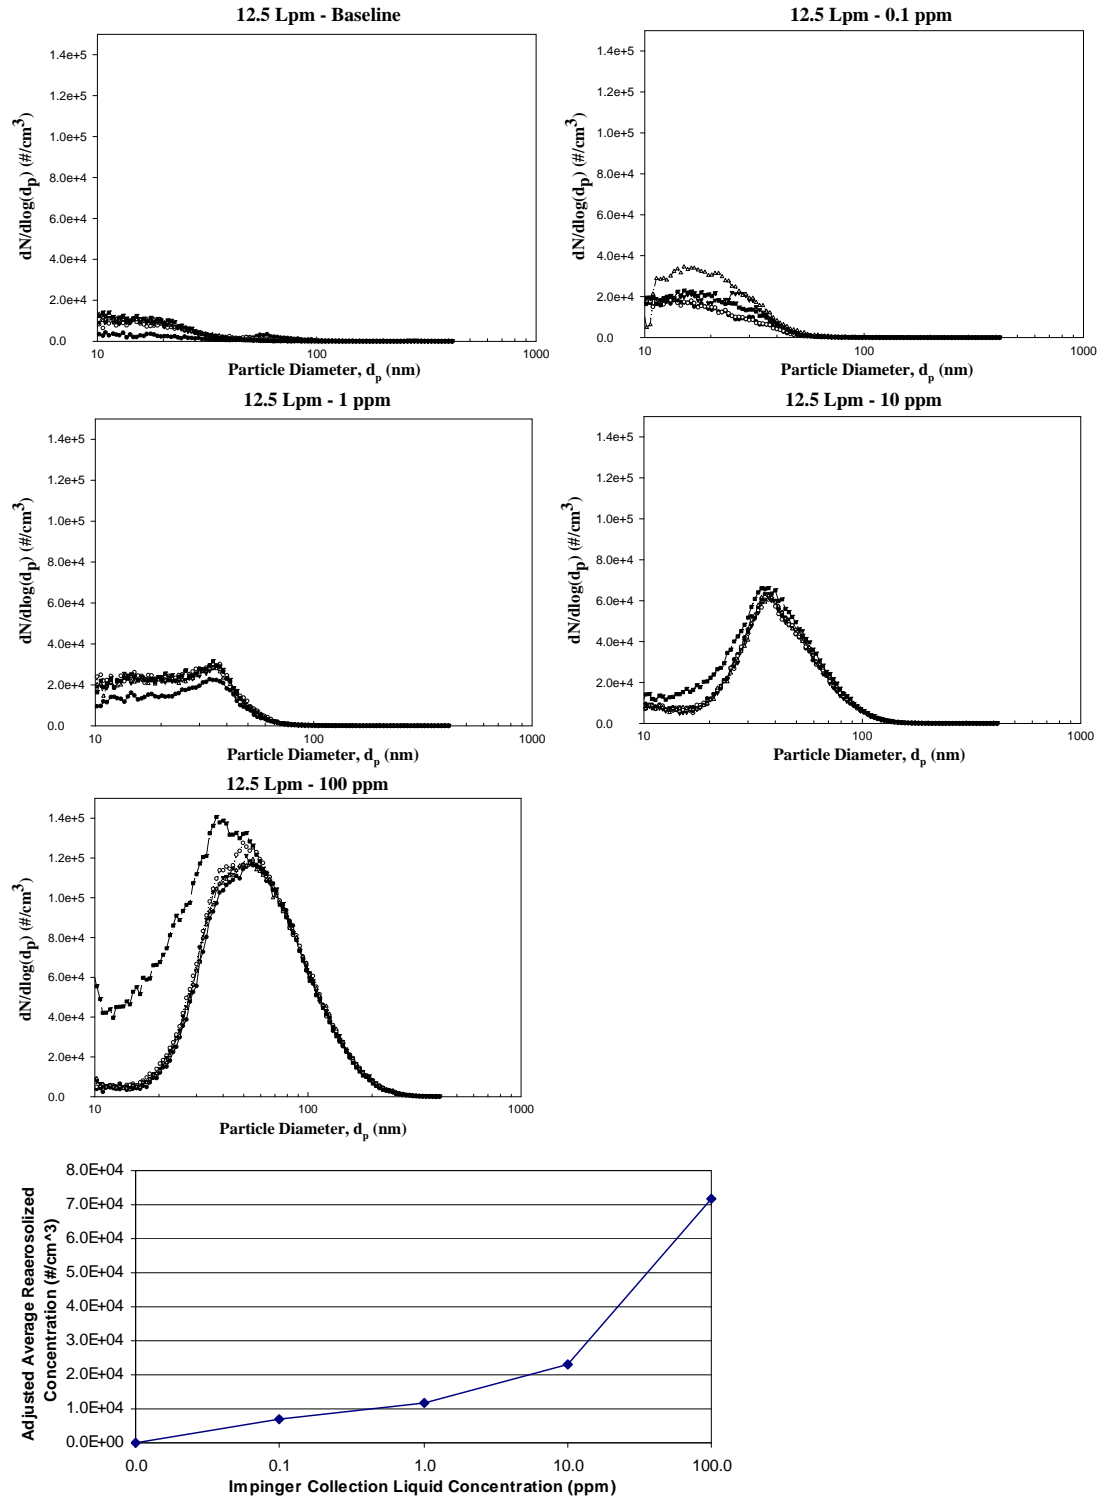 12.5 Lpm - Baseline
1.4e+5
1.2e+5
1.0e+5
8.0e+4
6.0e+4
4.0e+4
2.0e+4
0.0
dN/dlog(dp) (#/cm3)
10 100 1000
Particle Diameter, dp (nm)
12.5 Lpm - 0.1 ppm
1.4e+5
1.2e+5
1.0e+5
8.0e+4
6.0e+4
4.0e+4
2.0e+4
0.0
dN/dlog(dp) (#/cm3)
10 100 1000
Particle Diameter, dp (nm)
12.5 Lpm - 1 ppm
1.4e+5
1.2e+5
1.0e+5
8.0e+4
6.0e+4
4.0e+4
2.0e+4
0.0
dN/dlog(dp) (#/cm3)
10 100 1000
Particle Diameter, dp (nm)
12.5 Lpm - 10 ppm
1.4e+5
1.2e+5
1.0e+5
8.0e+4
6.0e+4
4.0e+4
2.0e+4
0.0
dN/dlog(dp) (#/cm3)
10 100 1000
Particle Diameter, dp (nm)
12.5 Lpm - 100 ppm
1.4e+5
1.2e+5
1.0e+5
8.0e+4
6.0e+4
4.0e+4
2.0e+4
0.0
dN/dlog(dp) (#/cm3)
10 100 1000
Particle Diameter, dp (nm)
Adjusted Average Reaerosolized
Concentration (#/cm^3)
8.0E+04
7.0E+04
6.0E+04
5.0E+04
4.0E+04
3.0E+04
2.0E+04
1.0E+04
0.0E+00
0.0 0.1 1.0 10.0 100.0
Impinger Collection Liquid Concentration (ppm)